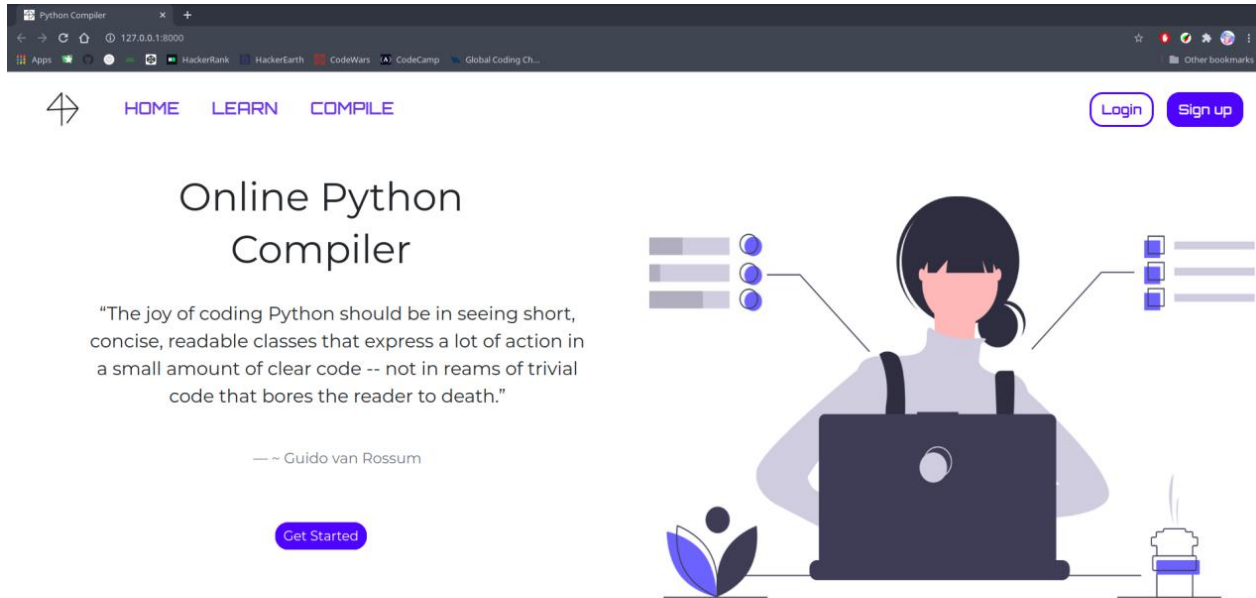 Python Compiler
127.0.0.1:8000
Apps HackerRank HackerEarth CodeWars CodeCamp Global Coding Ch... Other bookmarks
HOME LEARN COMPILE Login Sign up
Online Python
Compiler
“The joy of coding Python should be in seeing short,
concise, readable classes that express a lot of action in
a small amount of clear code -- not in reams of trivial
code that bores the reader to death.”
— ~ Guido van Rossum
Get Started